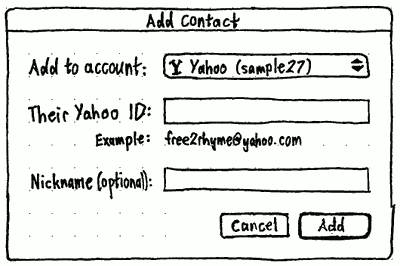 Add Contact
Add to account: Y Yahoo (sample27)
Their Yahoo ID:
Example: free2rhyme@yahoo.com
Nickname (optional):
Cancel Add